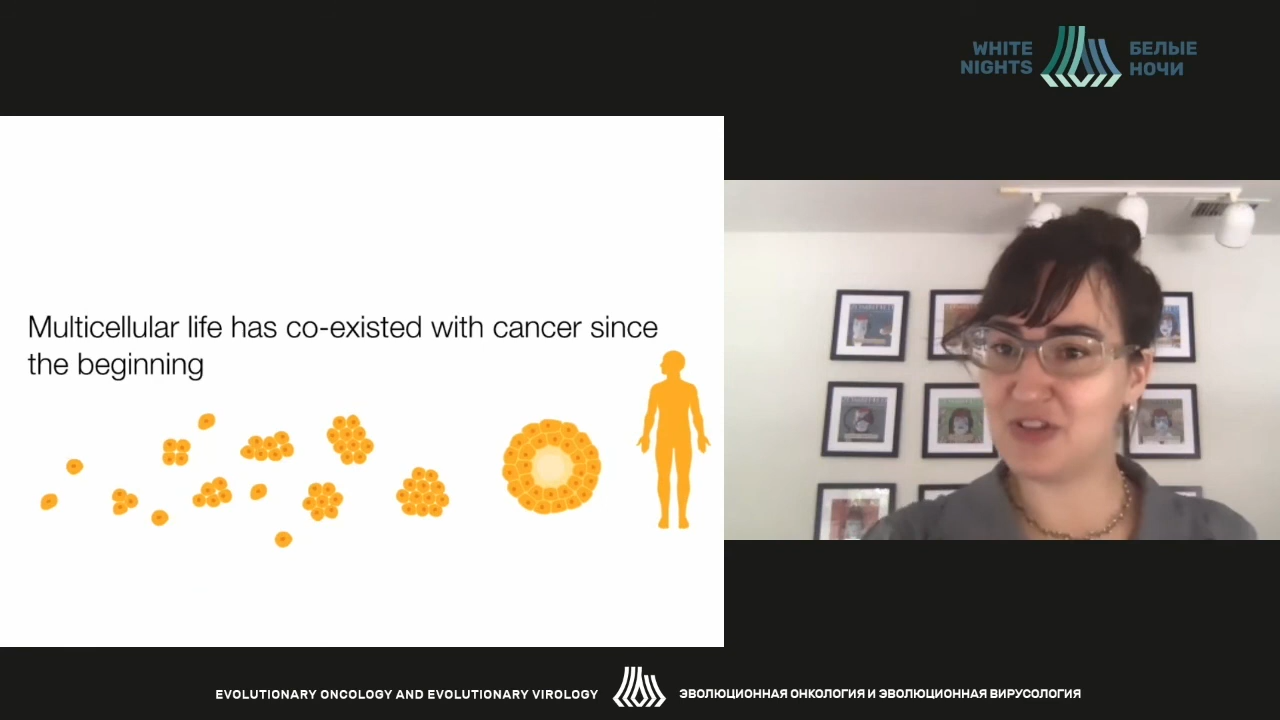 WHITE
NIGHTS
БЕЛЫЕ
НОЧИ
Multicellular life has co-existed with cancer since
the beginning
EVOLUTIONARY ONCOLOGY AND EVOLUTIONARY VIROLOGY
ЭВОЛЮЦИОННАЯ ОНКОЛОГИЯ И ЭВОЛЮЦИОННАЯ ВИРУСОЛОГИЯ